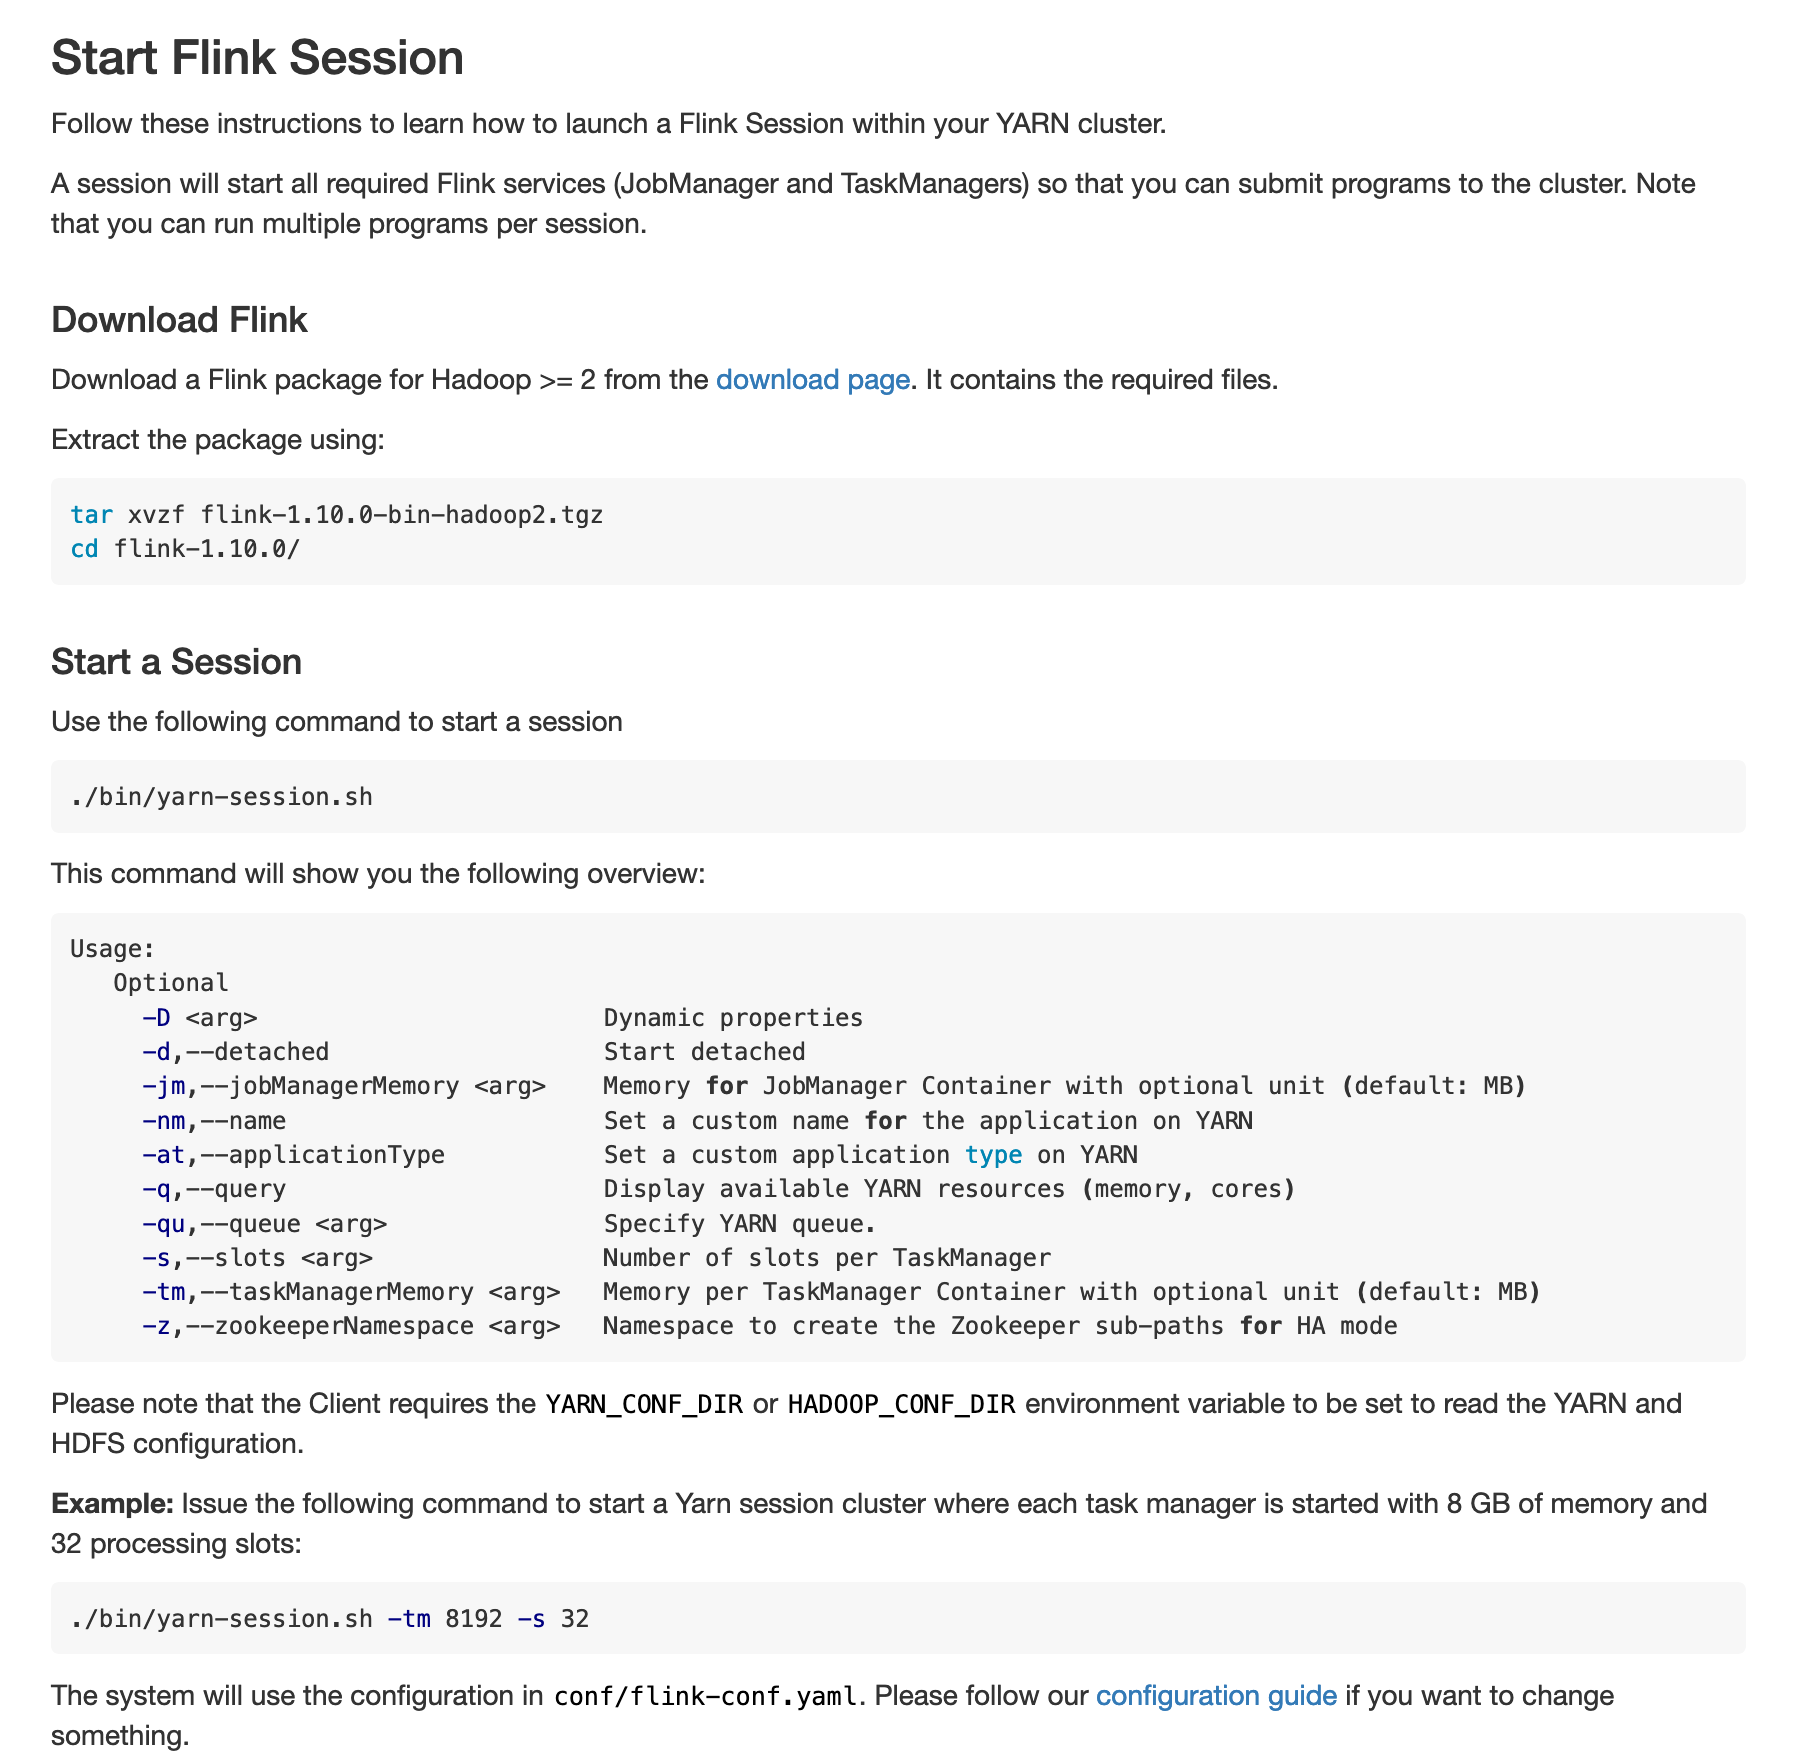 Start Flink Session
Follow these instructions to learn how to launch a Flink Session within your YARN cluster.
A session will start all required Flink services (JobManager and TaskManagers) so that you can submit programs to the cluster. Note
that you can run multiple programs per session.
Download Flink
Download a Flink package for Hadoop >= 2 from the download page. It contains the required files.
Extract the package using:
tar xvzf flink-1.10.0-bin-hadoop2.tgz
cd flink-1.10.0/
Start a Session
Use the following command to start a session
./bin/yarn-session.sh
This command will show you the following overview:
Usage:
   Optional
     -D <arg>                        Dynamic properties
     -d,--detached                   Start detached
     -jm,--jobManagerMemory <arg>    Memory for JobManager Container with optional unit (default: MB)
     -nm,--name                      Set a custom name for the application on YARN
     -at,--applicationType           Set a custom application type on YARN
     -q,--query                      Display available YARN resources (memory, cores)
     -qu,--queue <arg>               Specify YARN queue.
     -s,--slots <arg>                Number of slots per TaskManager
     -tm,--taskManagerMemory <arg>   Memory per TaskManager Container with optional unit (default: MB)
     -z,--zookeeperNamespace <arg>   Namespace to create the Zookeeper sub-paths for HA mode
Please note that the Client requires the YARN_CONF_DIR or HADOOP_CONF_DIR environment variable to be set to read the YARN and
HDFS configuration.
Example: Issue the following command to start a Yarn session cluster where each task manager is started with 8 GB of memory and
32 processing slots:
./bin/yarn-session.sh -tm 8192 -s 32
The system will use the configuration in conf/flink-conf.yaml. Please follow our configuration guide if you want to change
something.